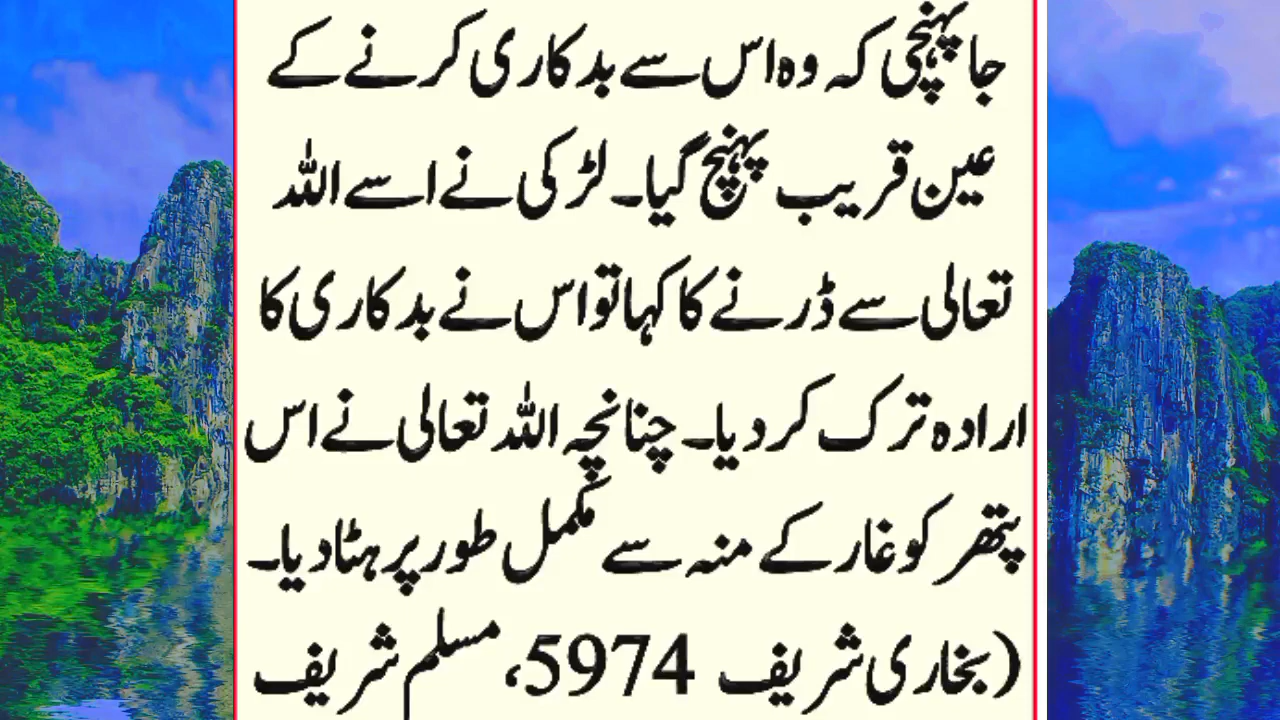 جا پہنچی کہ وہ اس سے بدکاری کرنے کے
عین قریب پہنچ گیا۔ لڑکی نے اسے اللہ
تعالی سے ڈرنے کا کہا تو اس نے بدکاری کا
ارادہ ترک کر دیا۔ چنانچہ اللہ تعالی نے اس
پتھر کو غار کے منہ سے مکمل طور پر ہٹا دیا۔
(بخاری شریف 5974، مسلم شریف